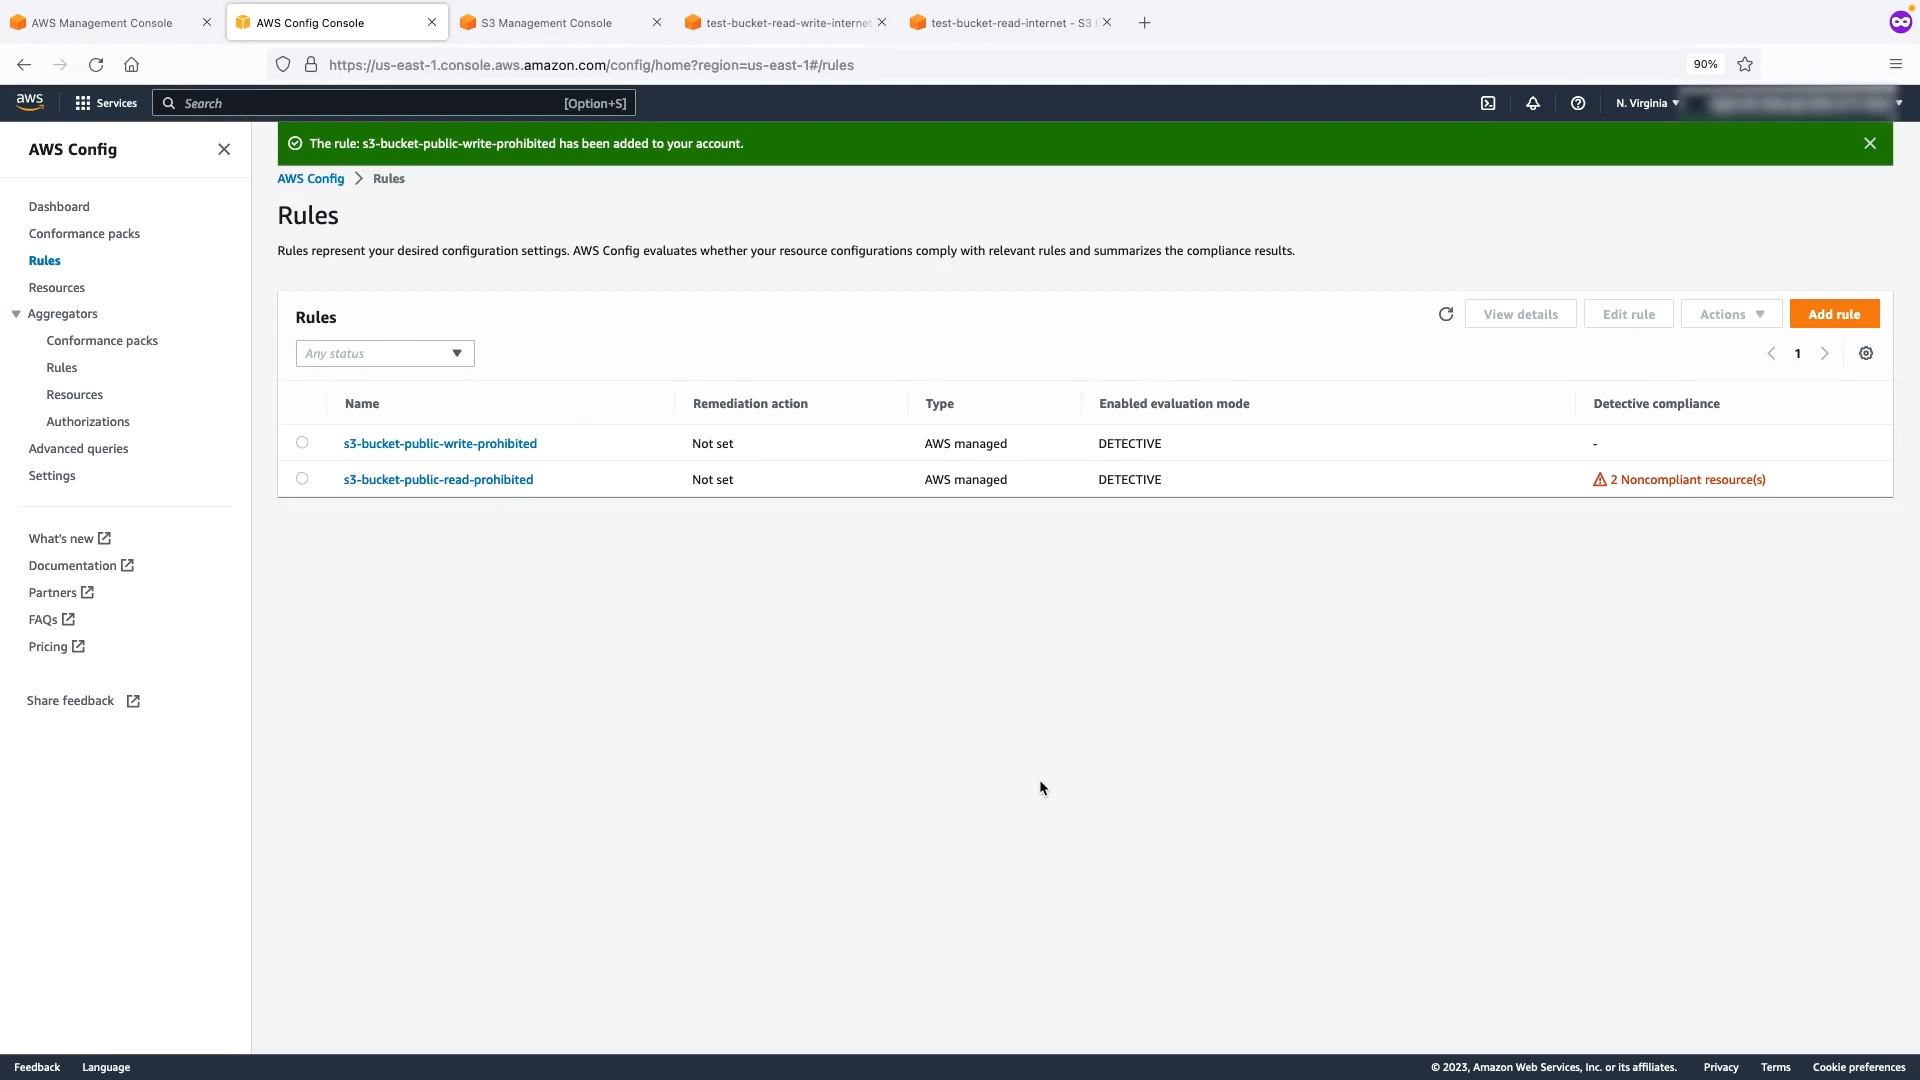 AWS Management Console
AWS Config Console
S3 Management Console
test-bucket-read-write-internet
test-bucket-read-internet - S3
https://us-east-1.console.aws.amazon.com/config/home?region=us-east-1#/rules
90%
aws
Services
Search
[Option+S]
N. Virginia
AWS Config
The rule: s3-bucket-public-write-prohibited has been added to your account.
AWS Config
Rules
Dashboard
Conformance packs
Rules
Resources
Aggregators
Conformance packs
Rules
Resources
Authorizations
Advanced queries
Settings
What's new
Documentation
Partners
FAQs
Pricing
Share feedback
Rules
Rules represent your desired configuration settings. AWS Config evaluates whether your resource configurations comply with relevant rules and summarizes the compliance results.
Rules
View details
Edit rule
Actions
Add rule
Any status
1
Name
Remediation action
Type
Enabled evaluation mode
Detective compliance
s3-bucket-public-write-prohibited
Not set
AWS managed
DETECTIVE
-
s3-bucket-public-read-prohibited
Not set
AWS managed
DETECTIVE
2 Noncompliant resource(s)
Feedback
Language
© 2023, Amazon Web Services, Inc. or its affiliates.
Privacy
Terms
Cookie preferences